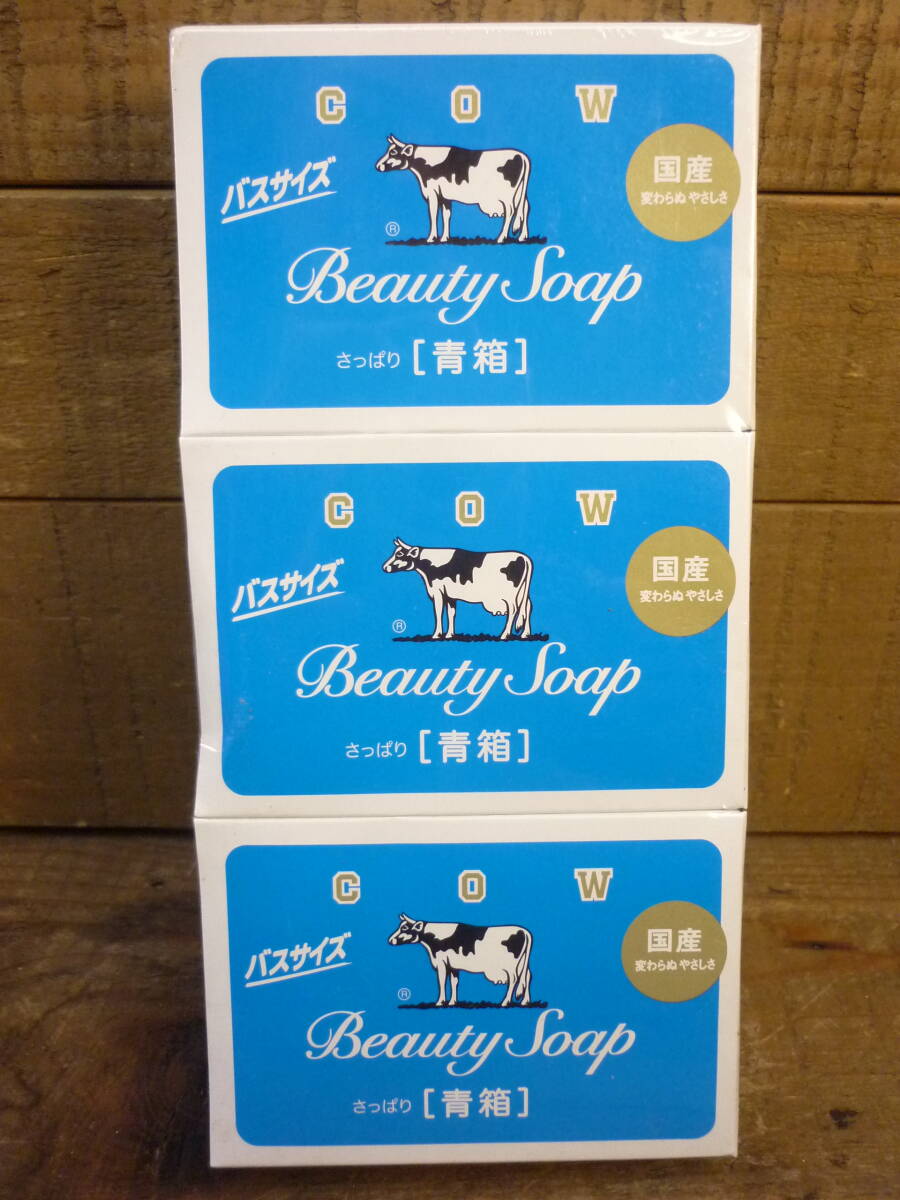 COW
バスサイズ
国産
変わらぬ やさしさ
®
Beauty Soap
さっぱり [青箱]
COW
バスサイズ
国産
変わらぬ やさしさ
®
Beauty Soap
さっぱり [青箱]
COW
バスサイズ
国産
変わらぬ やさしさ
®
Beauty Soap
さっぱり [青箱]